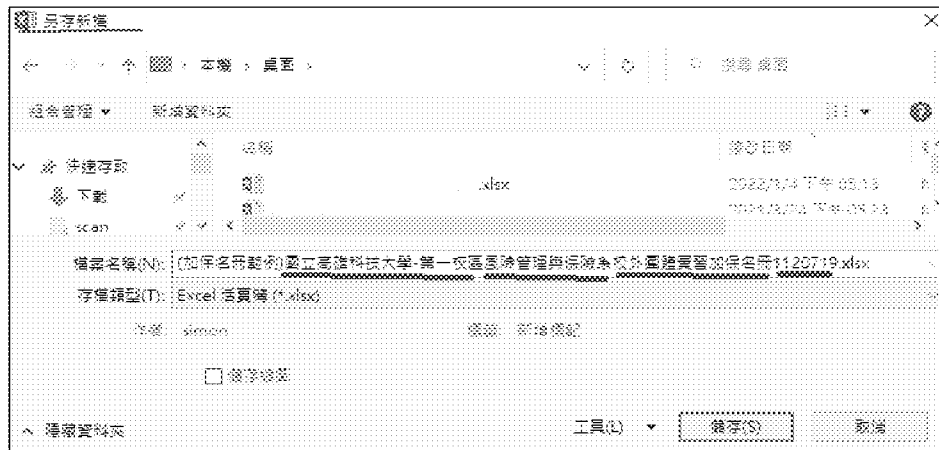 另存新檔
本機 › 桌面 ›
搜尋 桌面
組合管理
新增資料夾
名稱
修改日期
快速存取
.xlsx
2022/1/4 下午 05:13
下載
scan
檔案名稱(N): (加保名冊範例)國立高雄科技大學-第一校區風險管理與保險系校外團體實習加保名冊1120719.xlsx
存檔類型(T): Excel 活頁簿 (*.xlsx)
作者: simon
標籤: 新增標記
儲存縮圖
隱藏資料夾
工具(L)
儲存(S)
取消